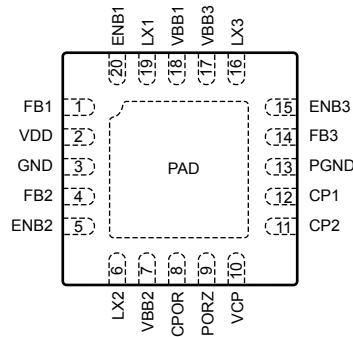 ENB1 LX1 VBB1 VBB3 LX3
20 19 18 17 16
FB1 1 15 ENB3
VDD 2 14 FB3
GND 3 PAD 13 PGND
FB2 4 12 CP1
ENB2 5 11 CP2
6 7 8 9 10
LX2 VBB2 CPOR PORZ VCP